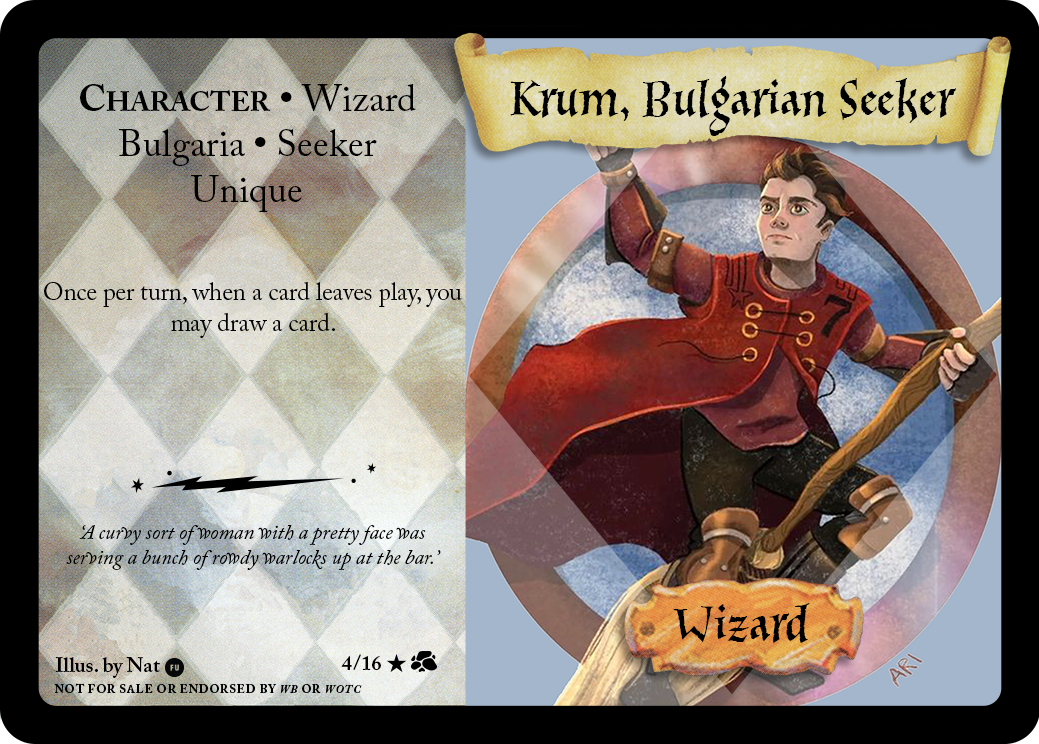 Krum, Bulgarian Seeker
CHARACTER • Wizard
Bulgaria • Seeker
Unique
Once per turn, when a card leaves play, you
may draw a card.
‘A curvy sort of woman with a pretty face was
serving a bunch of rowdy warlocks up at the bar.’
Illus. by Nat FU
4/16
NOT FOR SALE OR ENDORSED BY WB OR WOTC
7
Wizard
ARI